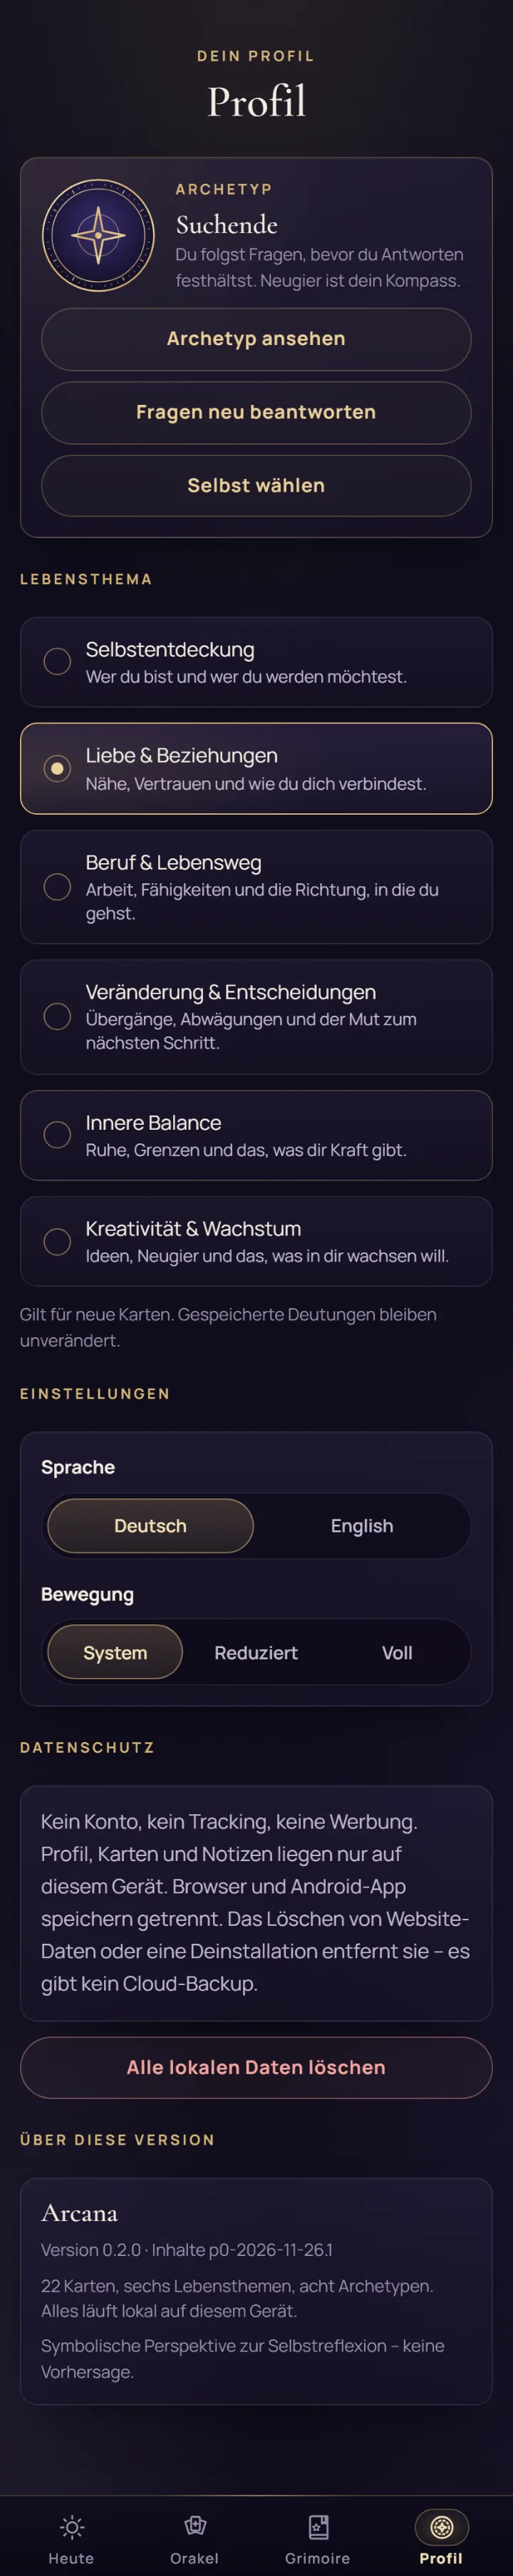 DEIN PROFIL
Profil
ARCHETYP
Suchende
Du folgst Fragen, bevor du Antworten
festhältst. Neugier ist dein Kompass.
Archetyp ansehen
Fragen neu beantworten
Selbst wählen
LEBENSTHEMA
Selbstentdeckung
Wer du bist und wer du werden möchtest.
Liebe & Beziehungen
Nähe, Vertrauen und wie du dich verbindest.
Beruf & Lebensweg
Arbeit, Fähigkeiten und die Richtung, in die du
gehst.
Veränderung & Entscheidungen
Übergänge, Abwägungen und der Mut zum
nächsten Schritt.
Innere Balance
Ruhe, Grenzen und das, was dir Kraft gibt.
Kreativität & Wachstum
Ideen, Neugier und das, was in dir wachsen will.
Gilt für neue Karten. Gespeicherte Deutungen bleiben
unverändert.
EINSTELLUNGEN
Sprache
Deutsch English
Bewegung
System Reduziert Voll
DATENSCHUTZ
Kein Konto, kein Tracking, keine Werbung.
Profil, Karten und Notizen liegen nur auf
diesem Gerät. Browser und Android-App
speichern getrennt. Das Löschen von Website-
Daten oder eine Deinstallation entfernt sie – es
gibt kein Cloud-Backup.
Alle lokalen Daten löschen
ÜBER DIESE VERSION
Arcana
Version 0.2.0 · Inhalte p0-2026-11-26.1
22 Karten, sechs Lebensthemen, acht Archetypen.
Alles läuft lokal auf diesem Gerät.
Symbolische Perspektive zur Selbstreflexion – keine
Vorhersage.
Heute Orakel Grimoire Profil